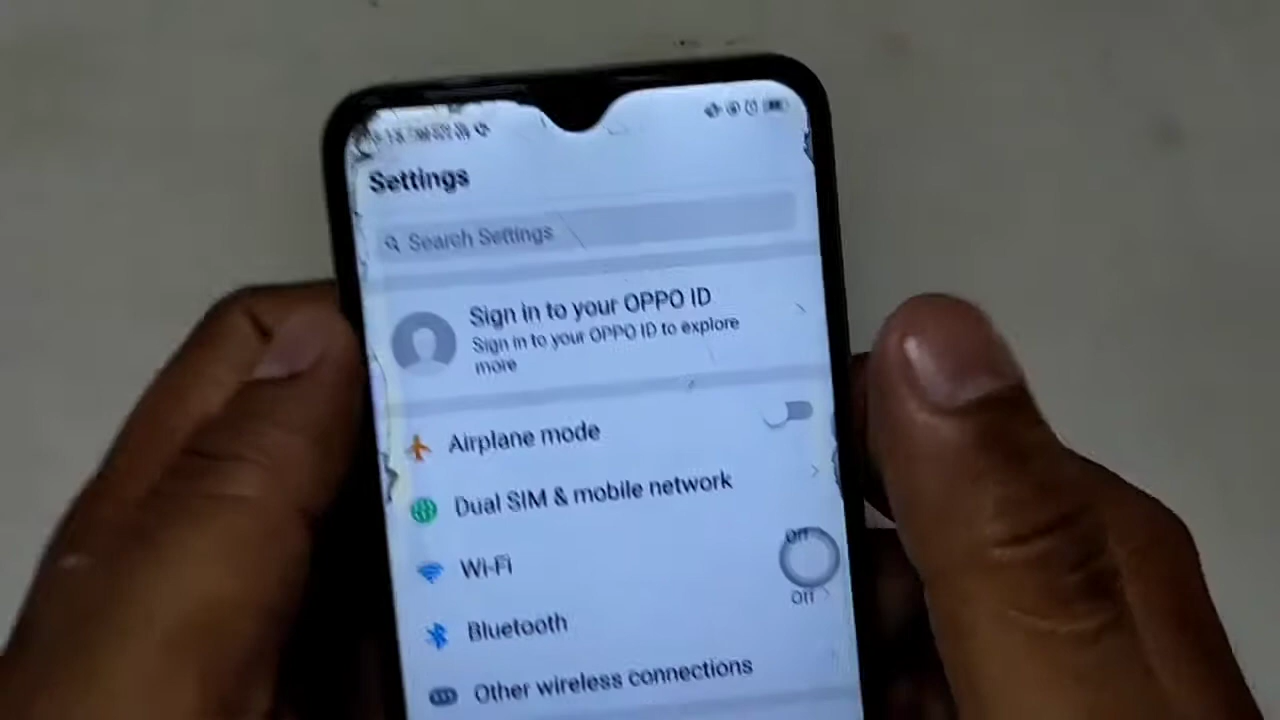 Settings
Search Settings
Sign in to your OPPO ID
Sign in to your OPPO ID to explore
more
Airplane mode
Dual SIM & mobile network
Wi-Fi
Off
Bluetooth
Off
Other wireless connections